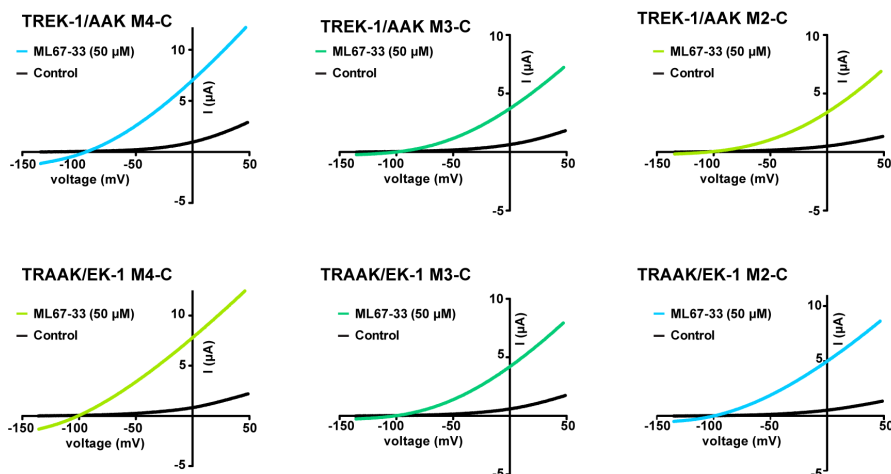 TREK-1/AAK M4-C
ML67-33 (50 µM)
Control
10
5
I (µA)
-150
-100
-50
50
voltage (mV)
-5
TREK-1/AAK M3-C
ML67-33 (50 µM)
Control
10
5
I (µA)
-150
-100
-50
50
voltage (mV)
-5
TREK-1/AAK M2-C
ML67-33 (50 µM)
Control
10
5
I (µA)
-150
-100
-50
50
voltage (mV)
-5
TRAAK/EK-1 M4-C
ML67-33 (50 µM)
Control
10
5
I (µA)
-150
-100
-50
50
voltage (mV)
-5
TRAAK/EK-1 M3-C
ML67-33 (50 µM)
Control
10
5
I (µA)
-150
-100
-50
50
voltage (mV)
-5
TRAAK/EK-1 M2-C
ML67-33 (50 µM)
Control
10
5
I (µA)
-150
-100
-50
50
voltage (mV)
-5